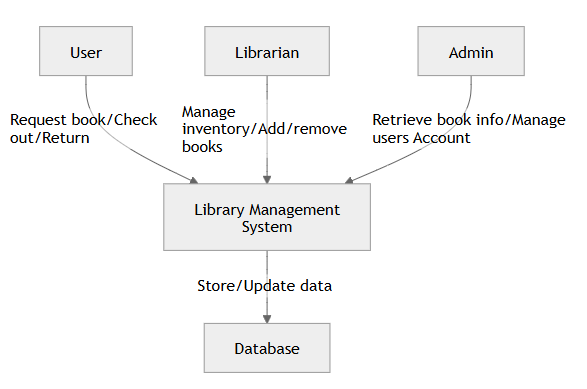 User
Librarian
Admin
Request book/Check
out/Return
Manage
inventory/Add/remove
books
Retrieve book info/Manage
users Account
Library Management
System
Store/Update data
Database